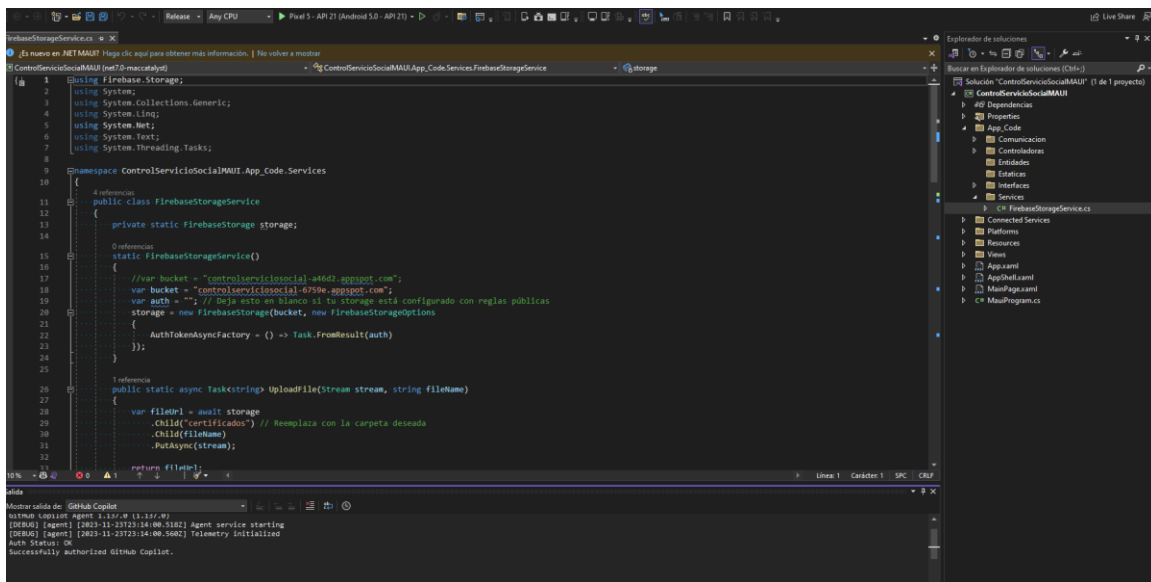 Release Any CPU Pixel 5 - API 21 (Android 5.0 - API 21) Live Share
FirebaseStorageService.cs
¿Es nuevo en .NET MAUI? Haga clic aquí para obtener más información. | No volver a mostrar
ControlServicioSocialMAUI (net7.0-maccatalyst) ControlServicioSocialMAUI.App_Code.Services.FirebaseStorageService storage
1 using Firebase.Storage;
2 using System;
3 using System.Collections.Generic;
4 using System.Linq;
5 using System.Net;
6 using System.Text;
7 using System.Threading.Tasks;
8
9 namespace ControlServicioSocialMAUI.App_Code.Services
10 {
4 referencias
11 public class FirebaseStorageService
12 {
13 private static FirebaseStorage storage;
14
0 referencias
15 static FirebaseStorageService()
16 {
17 //var bucket = "controlserviciosocial-a46d2.appspot.com";
18 var bucket = "controlserviciosocial-6759e.appspot.com";
19 var auth = ""; // Deja esto en blanco si tu storage está configurado con reglas públicas
20 storage = new FirebaseStorage(bucket, new FirebaseStorageOptions
21 {
22 AuthTokenAsyncFactory = () => Task.FromResult(auth)
23 });
24 }
25
1 referencia
26 public static async Task<string> UploadFile(Stream stream, string fileName)
27 {
28 var fileUrl = await storage
29 .Child("certificados") // Reemplaza con la carpeta deseada
30 .Child(fileName)
31 .PutAsync(stream);
32
33 return fileUrl;
10 % 0 1 Línea: 1 Carácter: 1 SPC CRLF
Salida
Mostrar salida de: GitHub Copilot
GitHub Copilot Agent 1.137.0 (1.137.0)
[DEBUG] [agent] [2023-11-23T23:14:00.518Z] Agent service starting
[DEBUG] [agent] [2023-11-23T23:14:00.560Z] Telemetry initialized
Auth Status: OK
Successfully authorized GitHub Copilot.
Explorador de soluciones
Buscar en Explorador de soluciones (Ctrl+;)
Solución "ControlServicioSocialMAUI" (1 de 1 proyecto)
ControlServicioSocialMAUI
Dependencias
Properties
App_Code
Comunicacion
Controladoras
Entidades
Estaticas
Interfaces
Services
C# FirebaseStorageService.cs
Connected Services
Platforms
Resources
Views
App.xaml
AppShell.xaml
MainPage.xaml
C# MauiProgram.cs